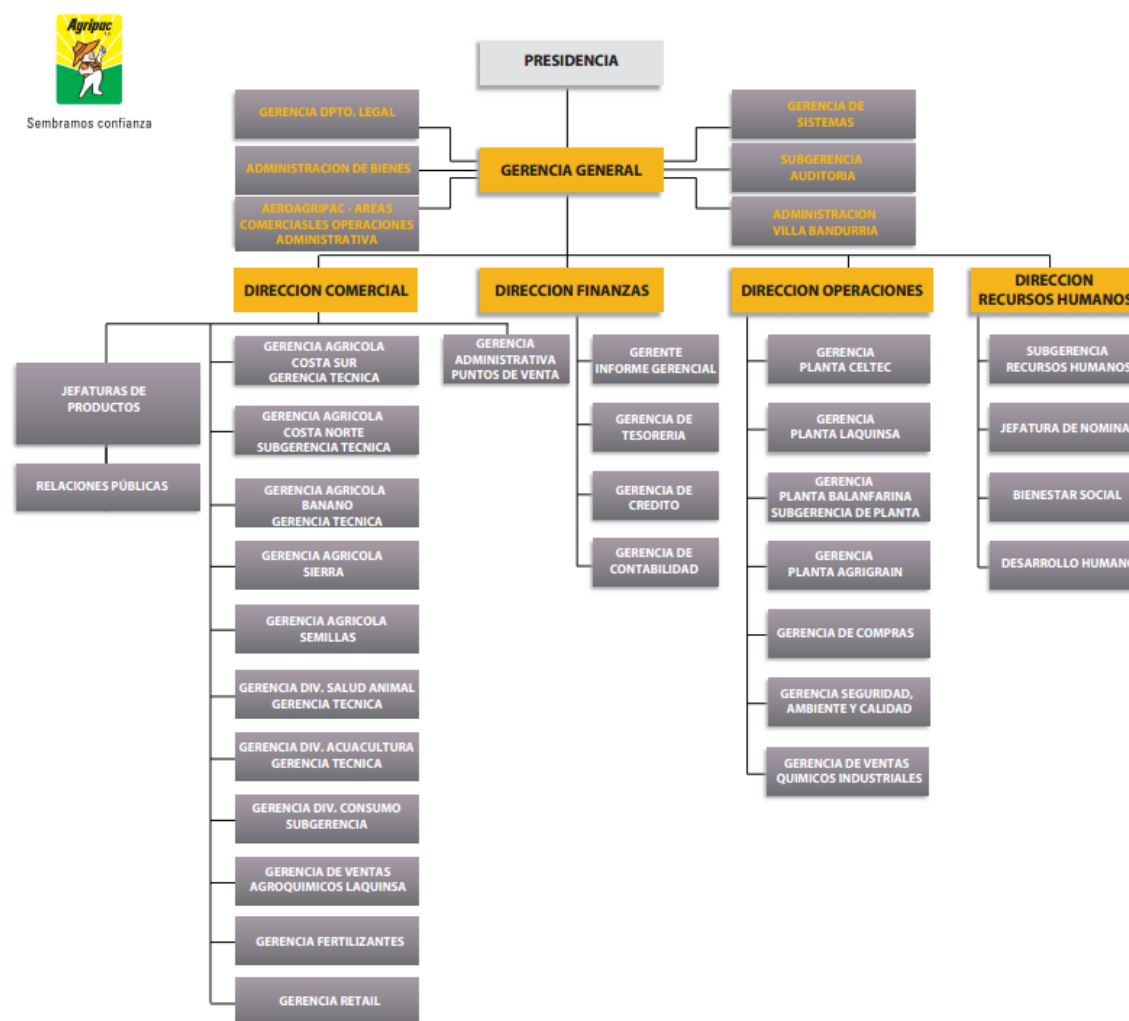 Agripac
S.A.
Sembramos confianza
PRESIDENCIA
GERENCIA DPTO. LEGAL
ADMINISTRACION DE BIENES
AEROAGRIPAC - AREAS
COMERCIASLES OPERACIONES
ADMINISTRATIVA
GERENCIA GENERAL
GERENCIA DE
SISTEMAS
SUBGERENCIA
AUDITORIA
ADMINISTRACION
VILLA BANDURRIA
DIRECCION COMERCIAL
DIRECCION FINANZAS
DIRECCION OPERACIONES
DIRECCION
RECURSOS HUMANOS
JEFATURAS DE
PRODUCTOS
RELACIONES PÚBLICAS
GERENCIA AGRICOLA
COSTA SUR
GERENCIA TECNICA
GERENCIA AGRICOLA
COSTA NORTE
SUBGERENCIA TECNICA
GERENCIA AGRICOLA
BANANO
GERENCIA TECNICA
GERENCIA AGRICOLA
SIERRA
GERENCIA AGRICOLA
SEMILLAS
GERENCIA DIV. SALUD ANIMAL
GERENCIA TECNICA
GERENCIA DIV. ACUACULTURA
GERENCIA TECNICA
GERENCIA DIV. CONSUMO
SUBGERENCIA
GERENCIA DE VENTAS
AGROQUIMICOS LAQUINSA
GERENCIA FERTILIZANTES
GERENCIA RETAIL
GERENCIA
ADMINISTRATIVA
PUNTOS DE VENTA
GERENTE
INFORME GERENCIAL
GERENCIA DE
TESORERIA
GERENCIA DE
CREDITO
GERENCIA DE
CONTABILIDAD
GERENCIA
PLANTA CELTEC
GERENCIA
PLANTA LAQUINSA
GERENCIA
PLANTA BALANFARINA
SUBGERENCIA DE PLANTA
GERENCIA
PLANTA AGRIGRAIN
GERENCIA DE COMPRAS
GERENCIA SEGURIDAD,
AMBIENTE Y CALIDAD
GERENCIA DE VENTAS
QUIMICOS INDUSTRIALES
SUBGERENCIA
RECURSOS HUMANOS
JEFATURA DE NOMINA
BIENESTAR SOCIAL
DESARROLLO HUMANO